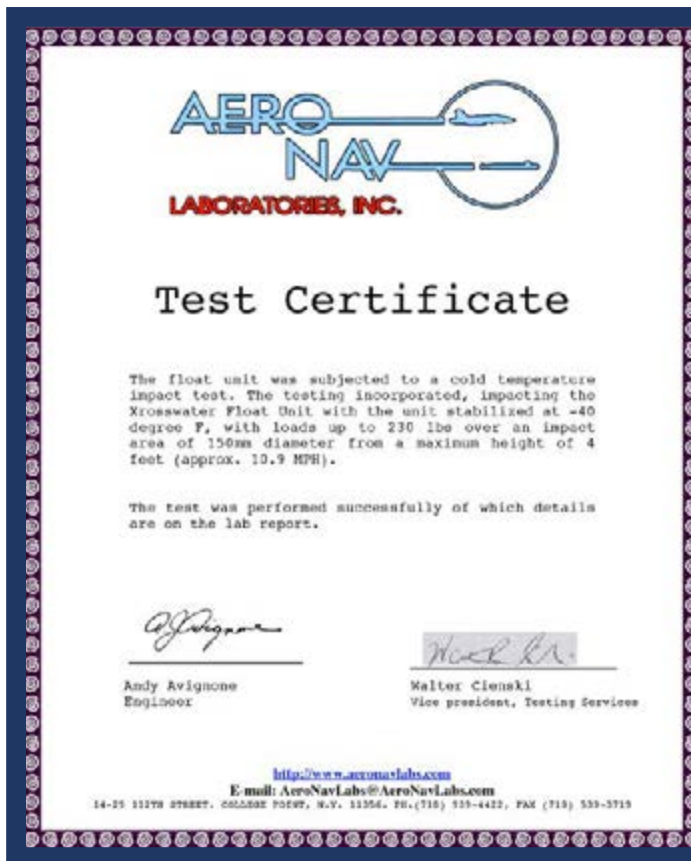 AERO
NAV
LABORATORIES, INC.
Test Certificate
The float unit was subjected to a cold temperature
impact test. The testing incorporated, impacting the
Xrosswater Float Unit with the unit stabilized at -40
degree F, with loads up to 230 lbs over an impact
area of 150mm diameter from a maximum height of 4
feet (approx. 10.9 MPH).
The test was performed successfully of which details
are on the lab report.
Andy Avignone
Engineer
Walter Cienski
Vice president, Testing Services
http://www.aeronavlabs.com
E-mail: AeroNavLabs@AeroNavLabs.com
14-25 112TH STREET. COLLEGE POINT, N.Y. 11356. PH.(718) 939-4422, FAX (718) 539-3719